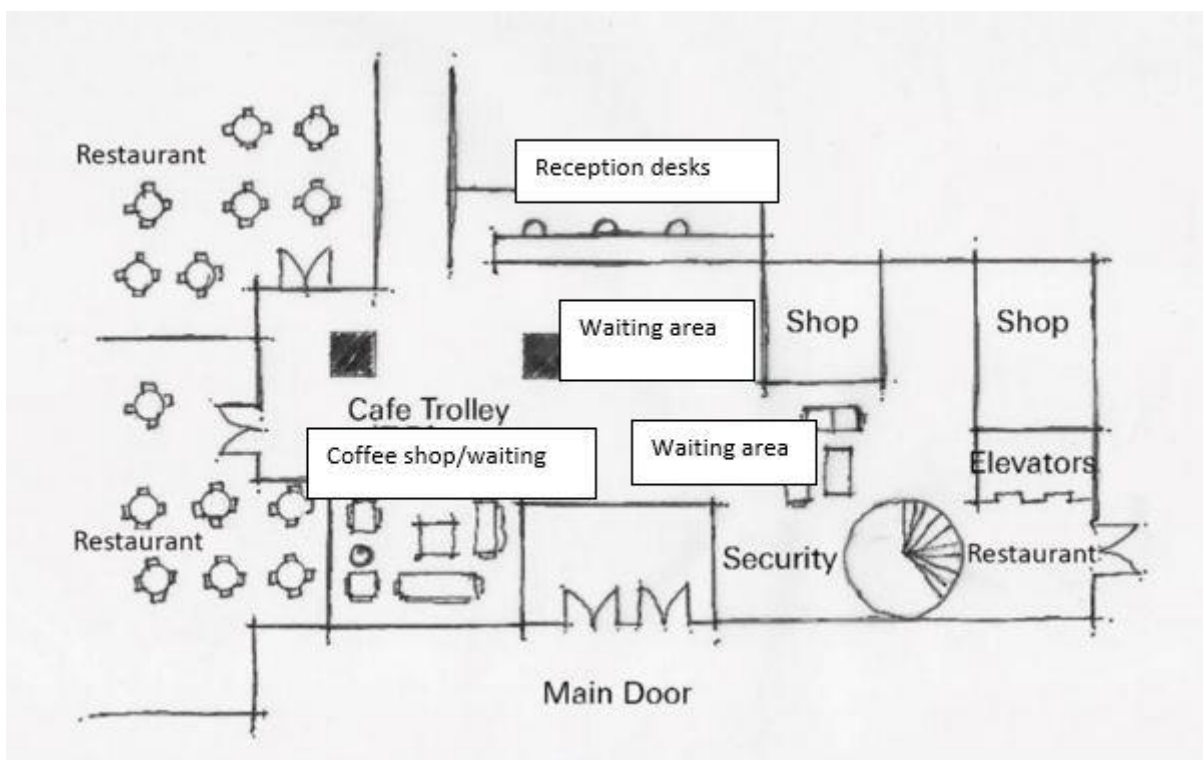 Restaurant
Reception desks
Waiting area
Shop
Shop
Cafe Trolley
Coffee shop/waiting
Waiting area
Elevators
Restaurant
Security
Restaurant
Main Door